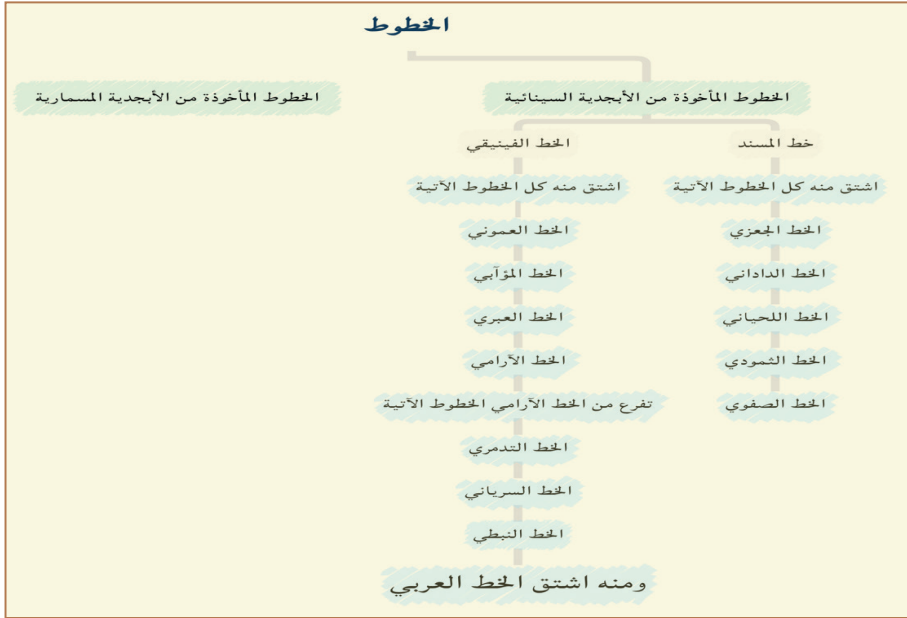 الخطوط
الخطوط المأخوذة من الأبجدية السينائية
الخطوط المأخوذة من الأبجدية المسمارية
خط المسند
الخط الفينيقي
اشتق منه كل الخطوط الآتية
اشتق منه كل الخطوط الآتية
الخط الجعزي
الخط العموني
الخط الداداني
الخط المؤآبي
الخط اللحياني
الخط العبري
الخط الثمودي
الخط الآرامي
الخط الصفوي
تفرع من الخط الآرامي الخطوط الآتية
الخط التدمري
الخط السرياني
الخط النبطي
ومنه اشتق الخط العربي